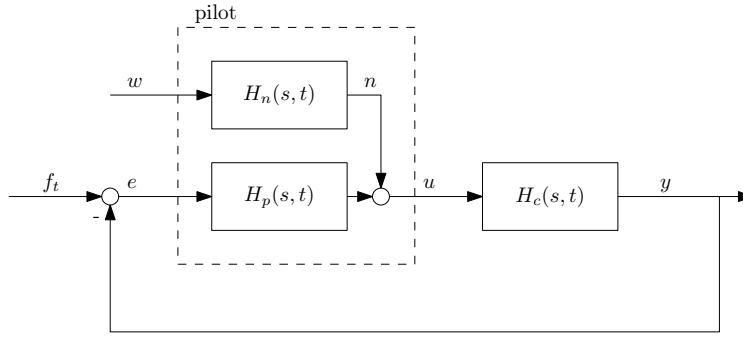 pilot
w
H_n(s, t)
n
f_t
e
H_p(s, t)
u
H_c(s, t)
y
-